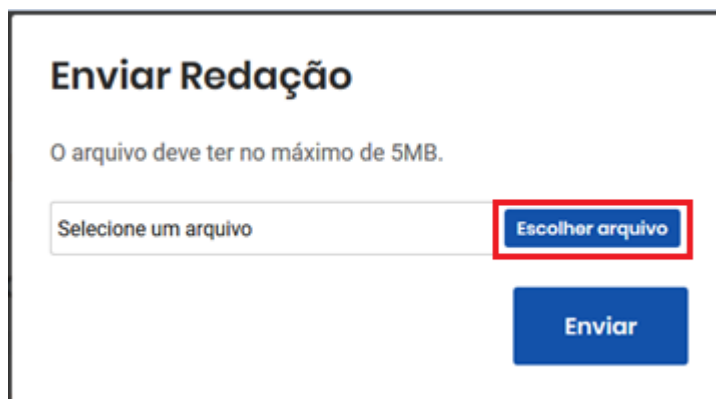 Enviar Redação
O arquivo deve ter no máximo de 5MB.
Selecione um arquivo Escolher arquivo
Enviar